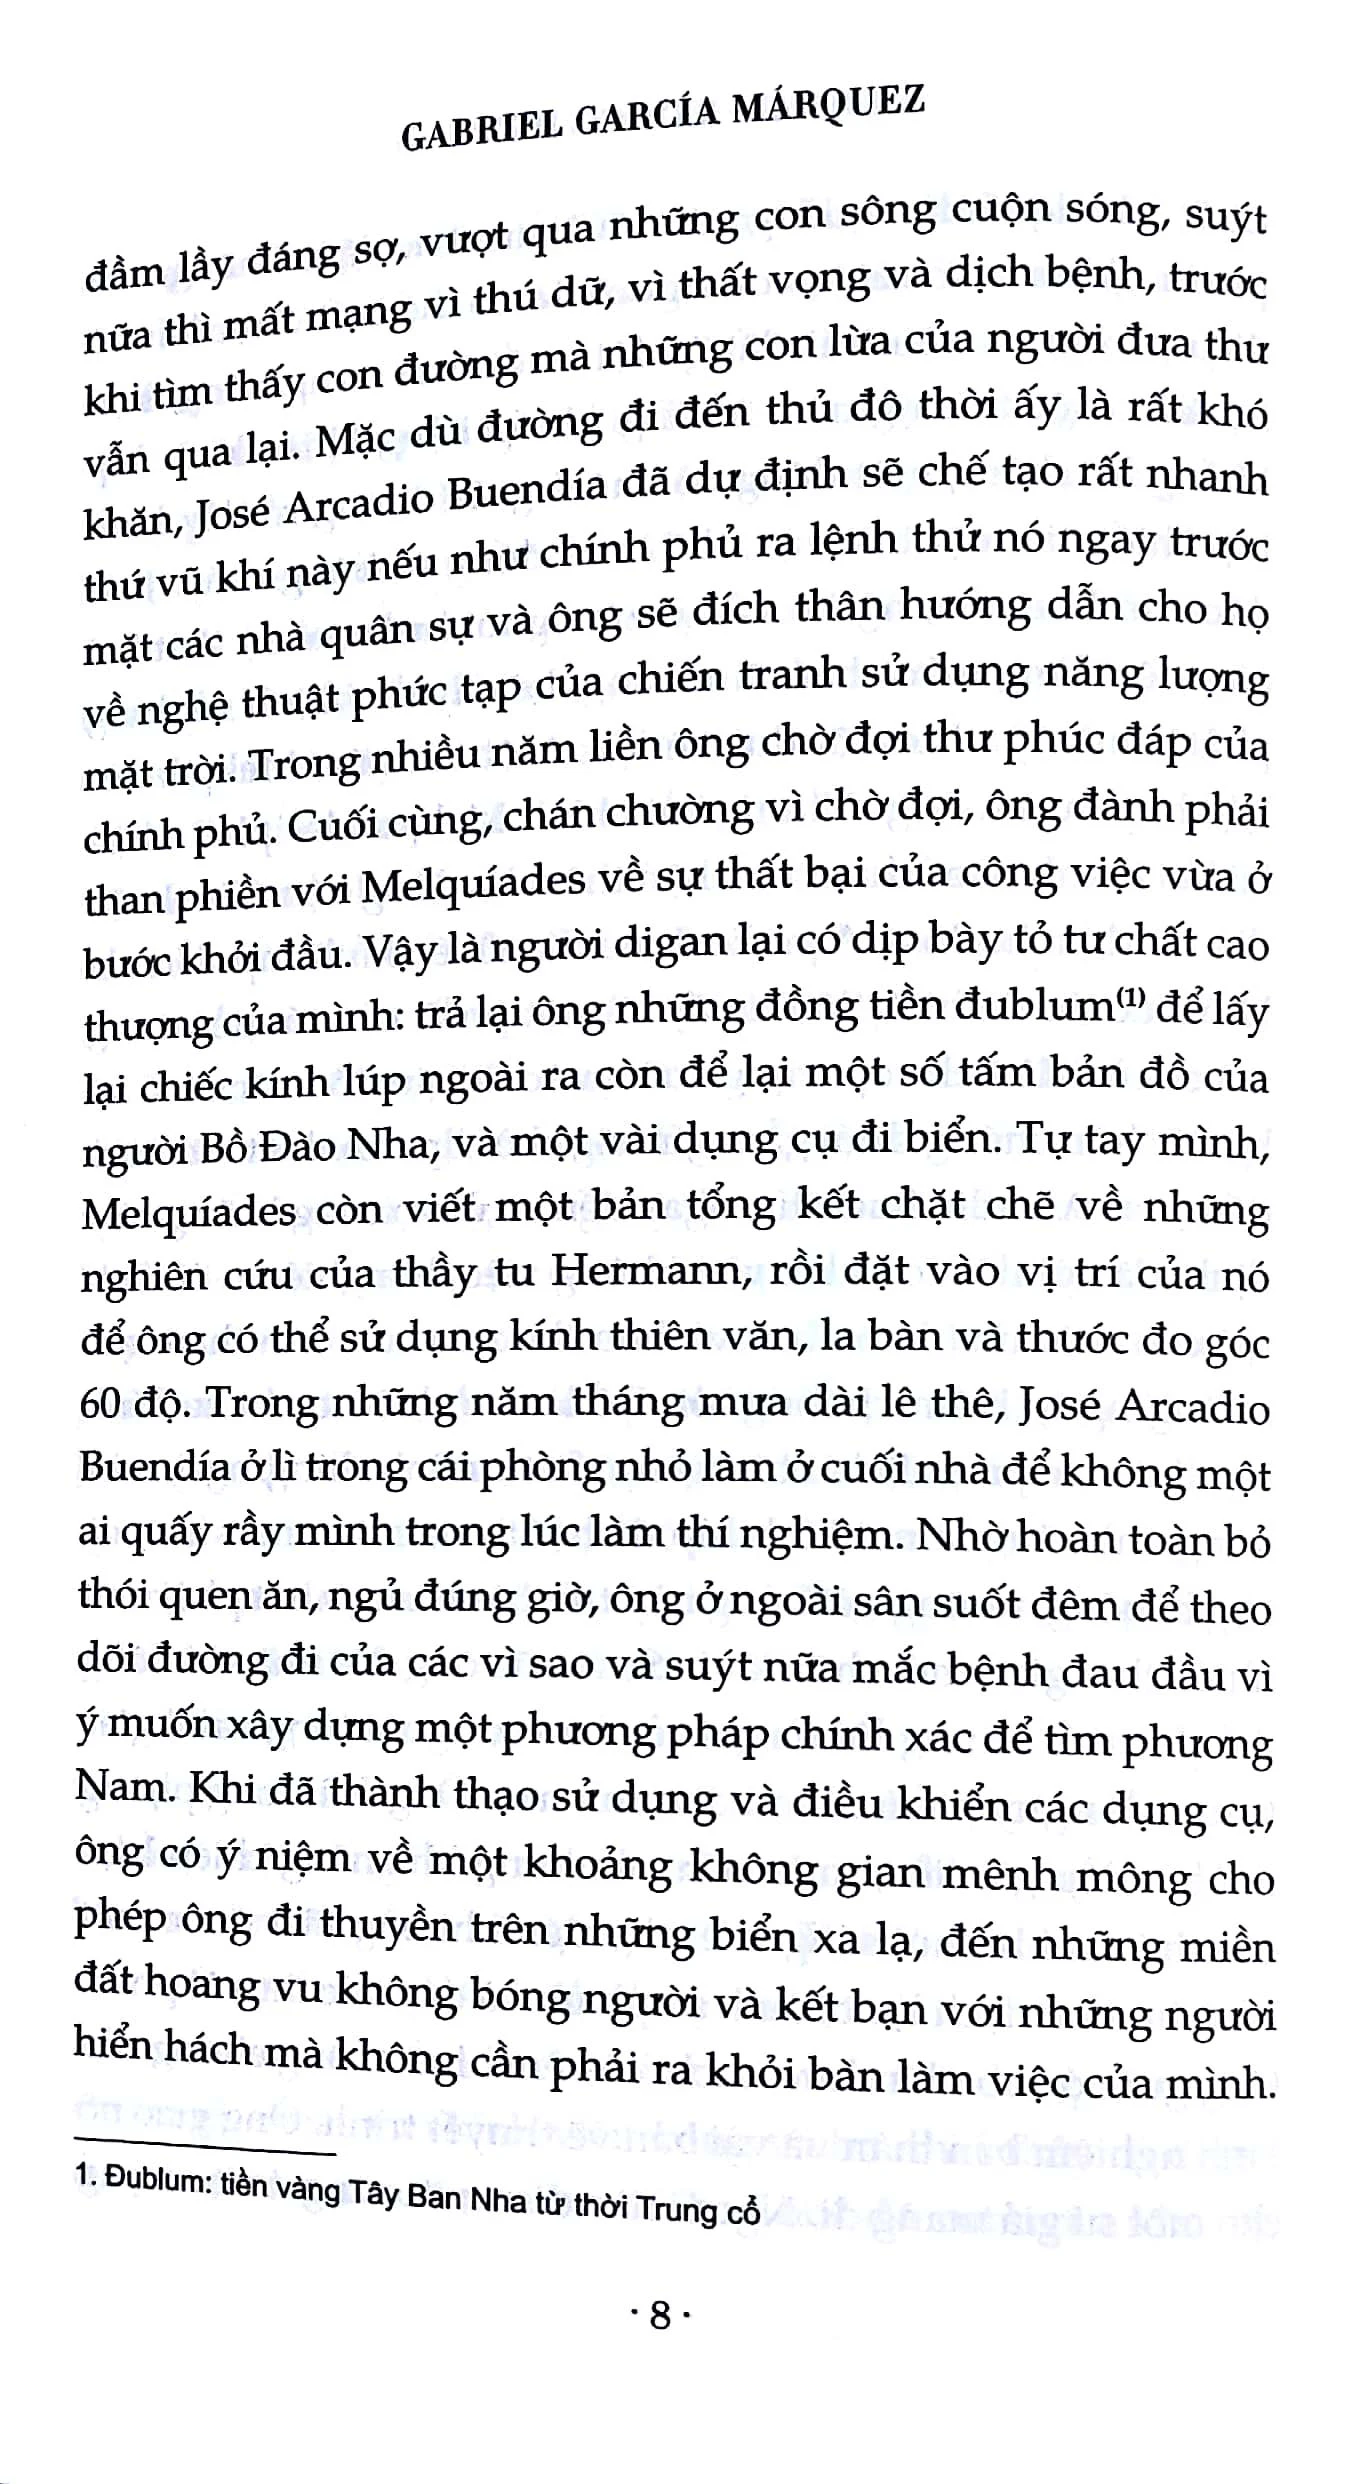 GABRIEL GARCÍA MÁRQUEZ
đầm lầy đáng sợ, vượt qua những con sông cuộn sóng, suýt
nữa thì mất mạng vì thú dữ, vì thất vọng và dịch bệnh, trước
khi tìm thấy con đường mà những con lừa của người đưa thư
vẫn qua lại. Mặc dù đường đi đến thủ đô thời ấy là rất khó
khăn, José Arcadio Buendía đã dự định sẽ chế tạo rất nhanh
thứ vũ khí này nếu như chính phủ ra lệnh thử nó ngay trước
mặt các nhà quân sự và ông sẽ đích thân hướng dẫn cho họ
về nghệ thuật phức tạp của chiến tranh sử dụng năng lượng
mặt trời. Trong nhiều năm liền ông chờ đợi thư phúc đáp của
chính phủ. Cuối cùng, chán chường vì chờ đợi, ông đành phải
than phiền với Melquíades về sự thất bại của công việc vừa ở
bước khởi đầu. Vậy là người digan lại có dịp bày tỏ tư chất cao
thượng của mình: trả lại ông những đồng tiền đublum(1) để lấy
lại chiếc kính lúp ngoài ra còn để lại một số tấm bản đồ của
người Bồ Đào Nha, và một vài dụng cụ đi biển. Tự tay mình,
Melquíades còn viết một bản tổng kết chặt chẽ về những
nghiên cứu của thầy tu Hermann, rồi đặt vào vị trí của nó
để ông có thể sử dụng kính thiên văn, la bàn và thước đo góc
60 độ. Trong những năm tháng mưa dài lê thê, José Arcadio
Buendía ở lì trong cái phòng nhỏ làm ở cuối nhà để không một
ai quấy rầy mình trong lúc làm thí nghiệm. Nhờ hoàn toàn bỏ
thói quen ăn, ngủ đúng giờ, ông ở ngoài sân suốt đêm để theo
dõi đường đi của các vì sao và suýt nữa mắc bệnh đau đầu vì
ý muốn xây dựng một phương pháp chính xác để tìm phương
Nam. Khi đã thành thạo sử dụng và điều khiển các dụng cụ,
ông có ý niệm về một khoảng không gian mênh mông cho
phép ông đi thuyền trên những biển xa lạ, đến những miền
đất hoang vu không bóng người và kết bạn với những người
hiển hách mà không cần phải ra khỏi bàn làm việc của mình.
1. Đublum: tiền vàng Tây Ban Nha từ thời Trung cổ
· 8 ·